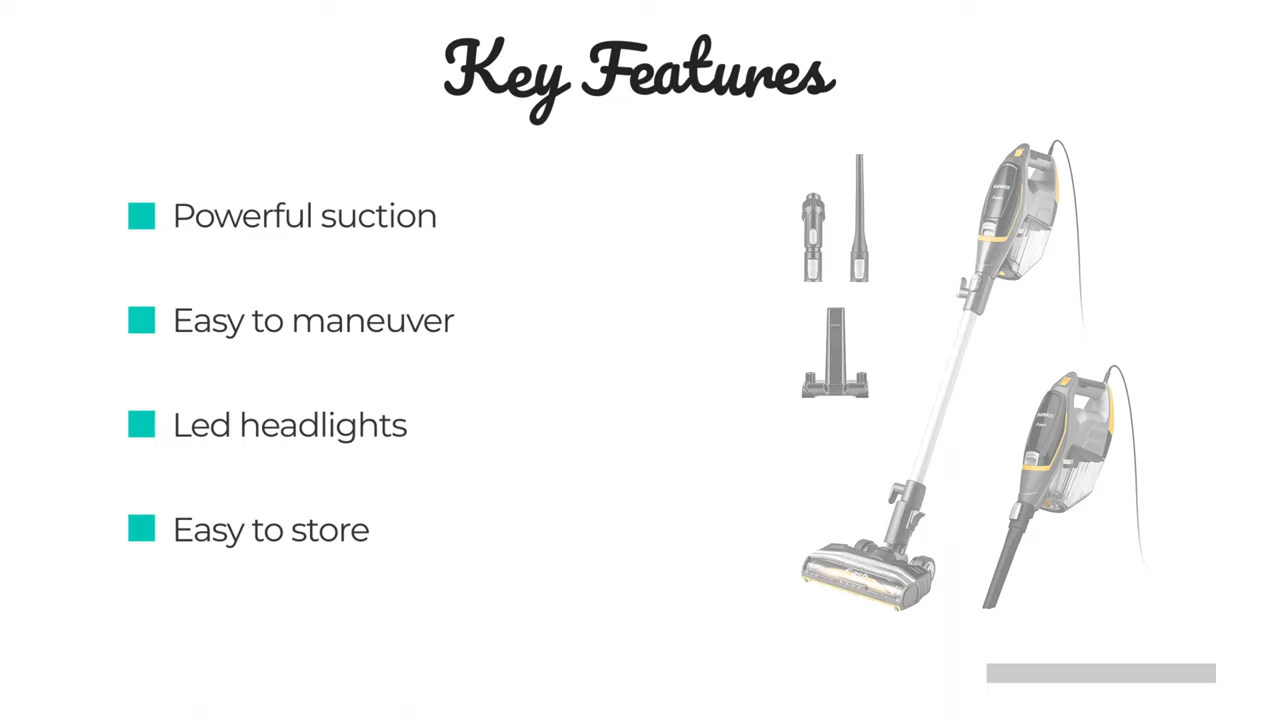 Key Features
Powerful suction
Easy to maneuver
Led headlights
Easy to store